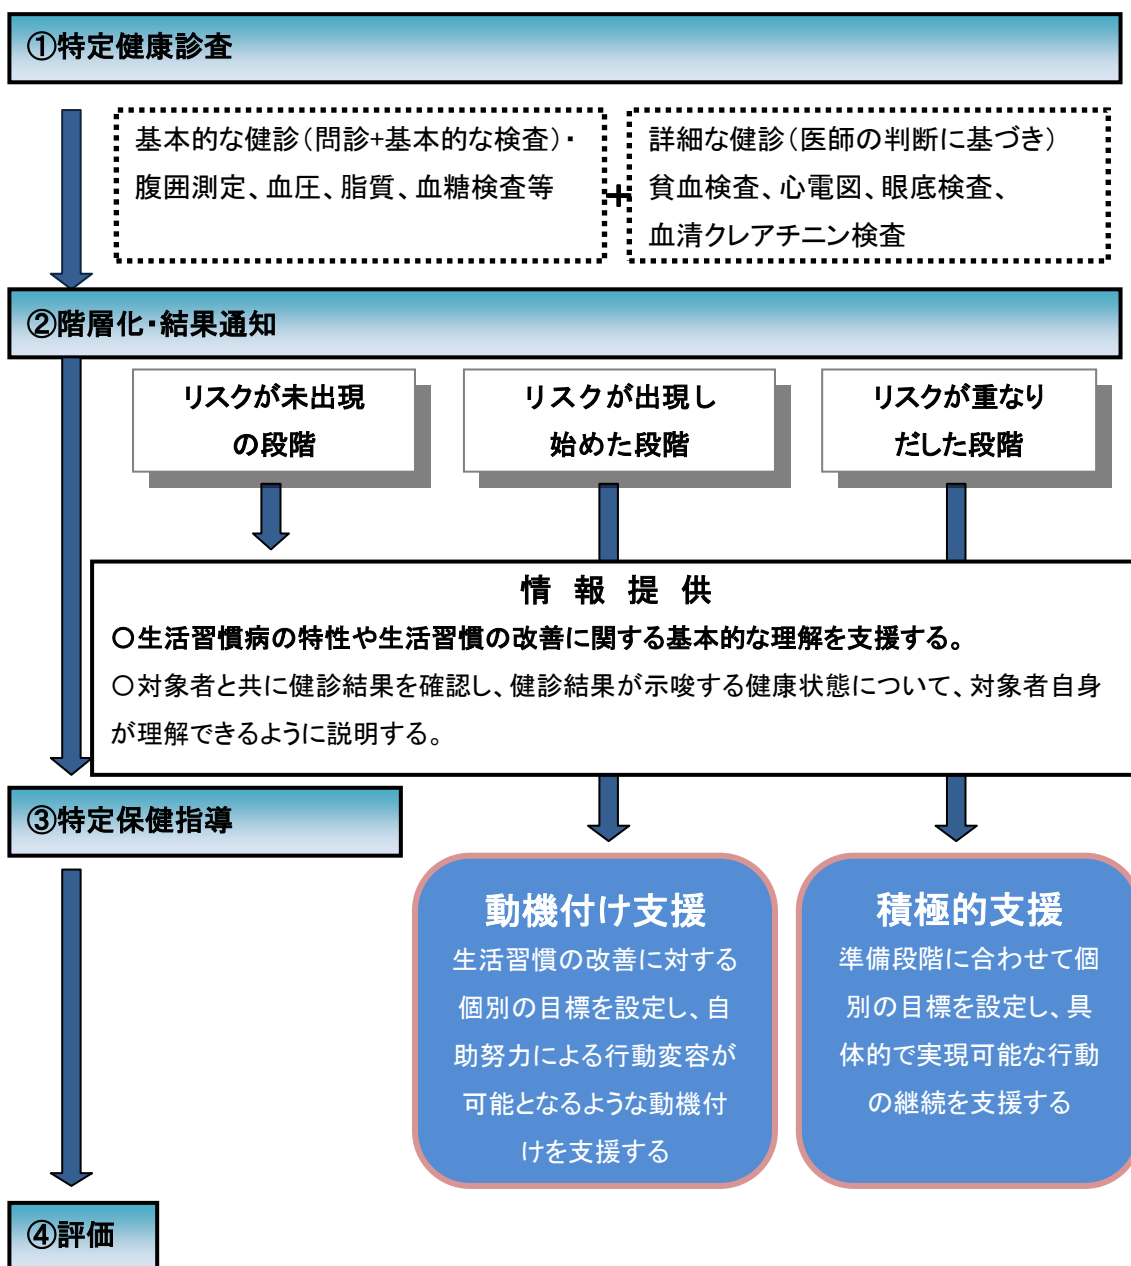 ①特定健康診査
基本的な健診(問診+基本的な検査)・
腹囲測定、血圧、脂質、血糖検査等
+
詳細な健診(医師の判断に基づき)
貧血検査、心電図、眼底検査、
血清クレアチニン検査
②階層化・結果通知
リスクが未出現
の段階
リスクが出現し
始めた段階
リスクが重なり
だした段階
情 報 提 供
○生活習慣病の特性や生活習慣の改善に関する基本的な理解を支援する。
○対象者と共に健診結果を確認し、健診結果が示唆する健康状態について、対象者自身
が理解できるように説明する。
③特定保健指導
動機付け支援
生活習慣の改善に対する
個別の目標を設定し、自
助努力による行動変容が
可能となるような動機付
けを支援する
積極的支援
準備段階に合わせて個
別の目標を設定し、具
体的で実現可能な行動
の継続を支援する
④評価